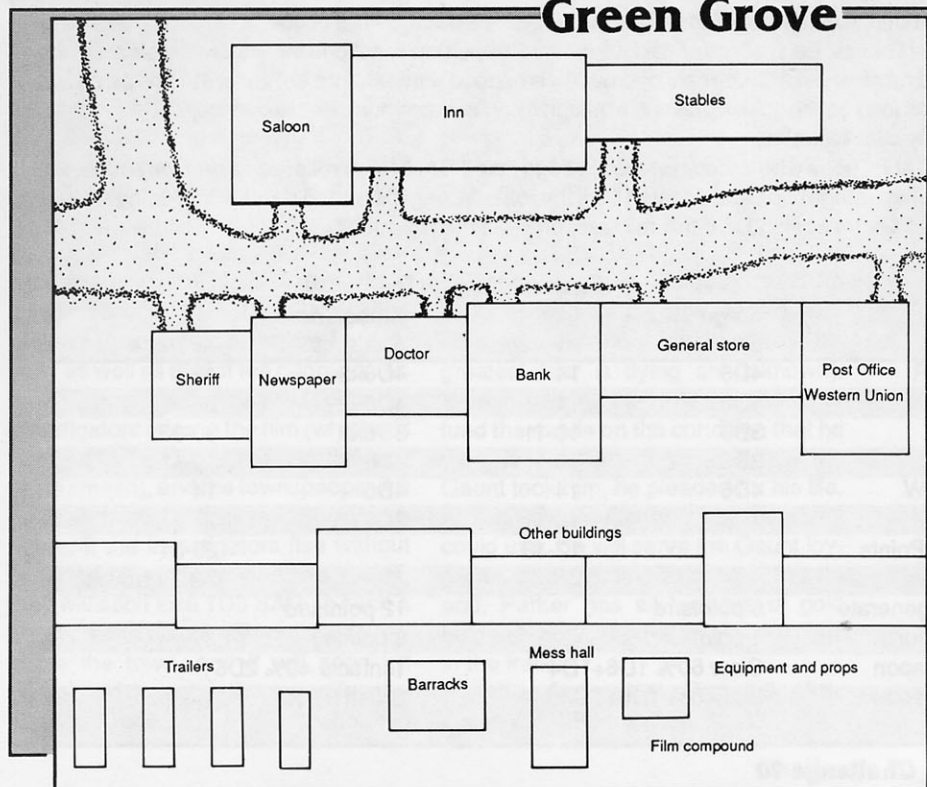 Green Grove
Saloon
Inn
Stables
Sheriff
Newspaper
Doctor
Bank
General store
Post Office
Western Union
Other buildings
Trailers
Barracks
Mess hall
Equipment and props
Film compound